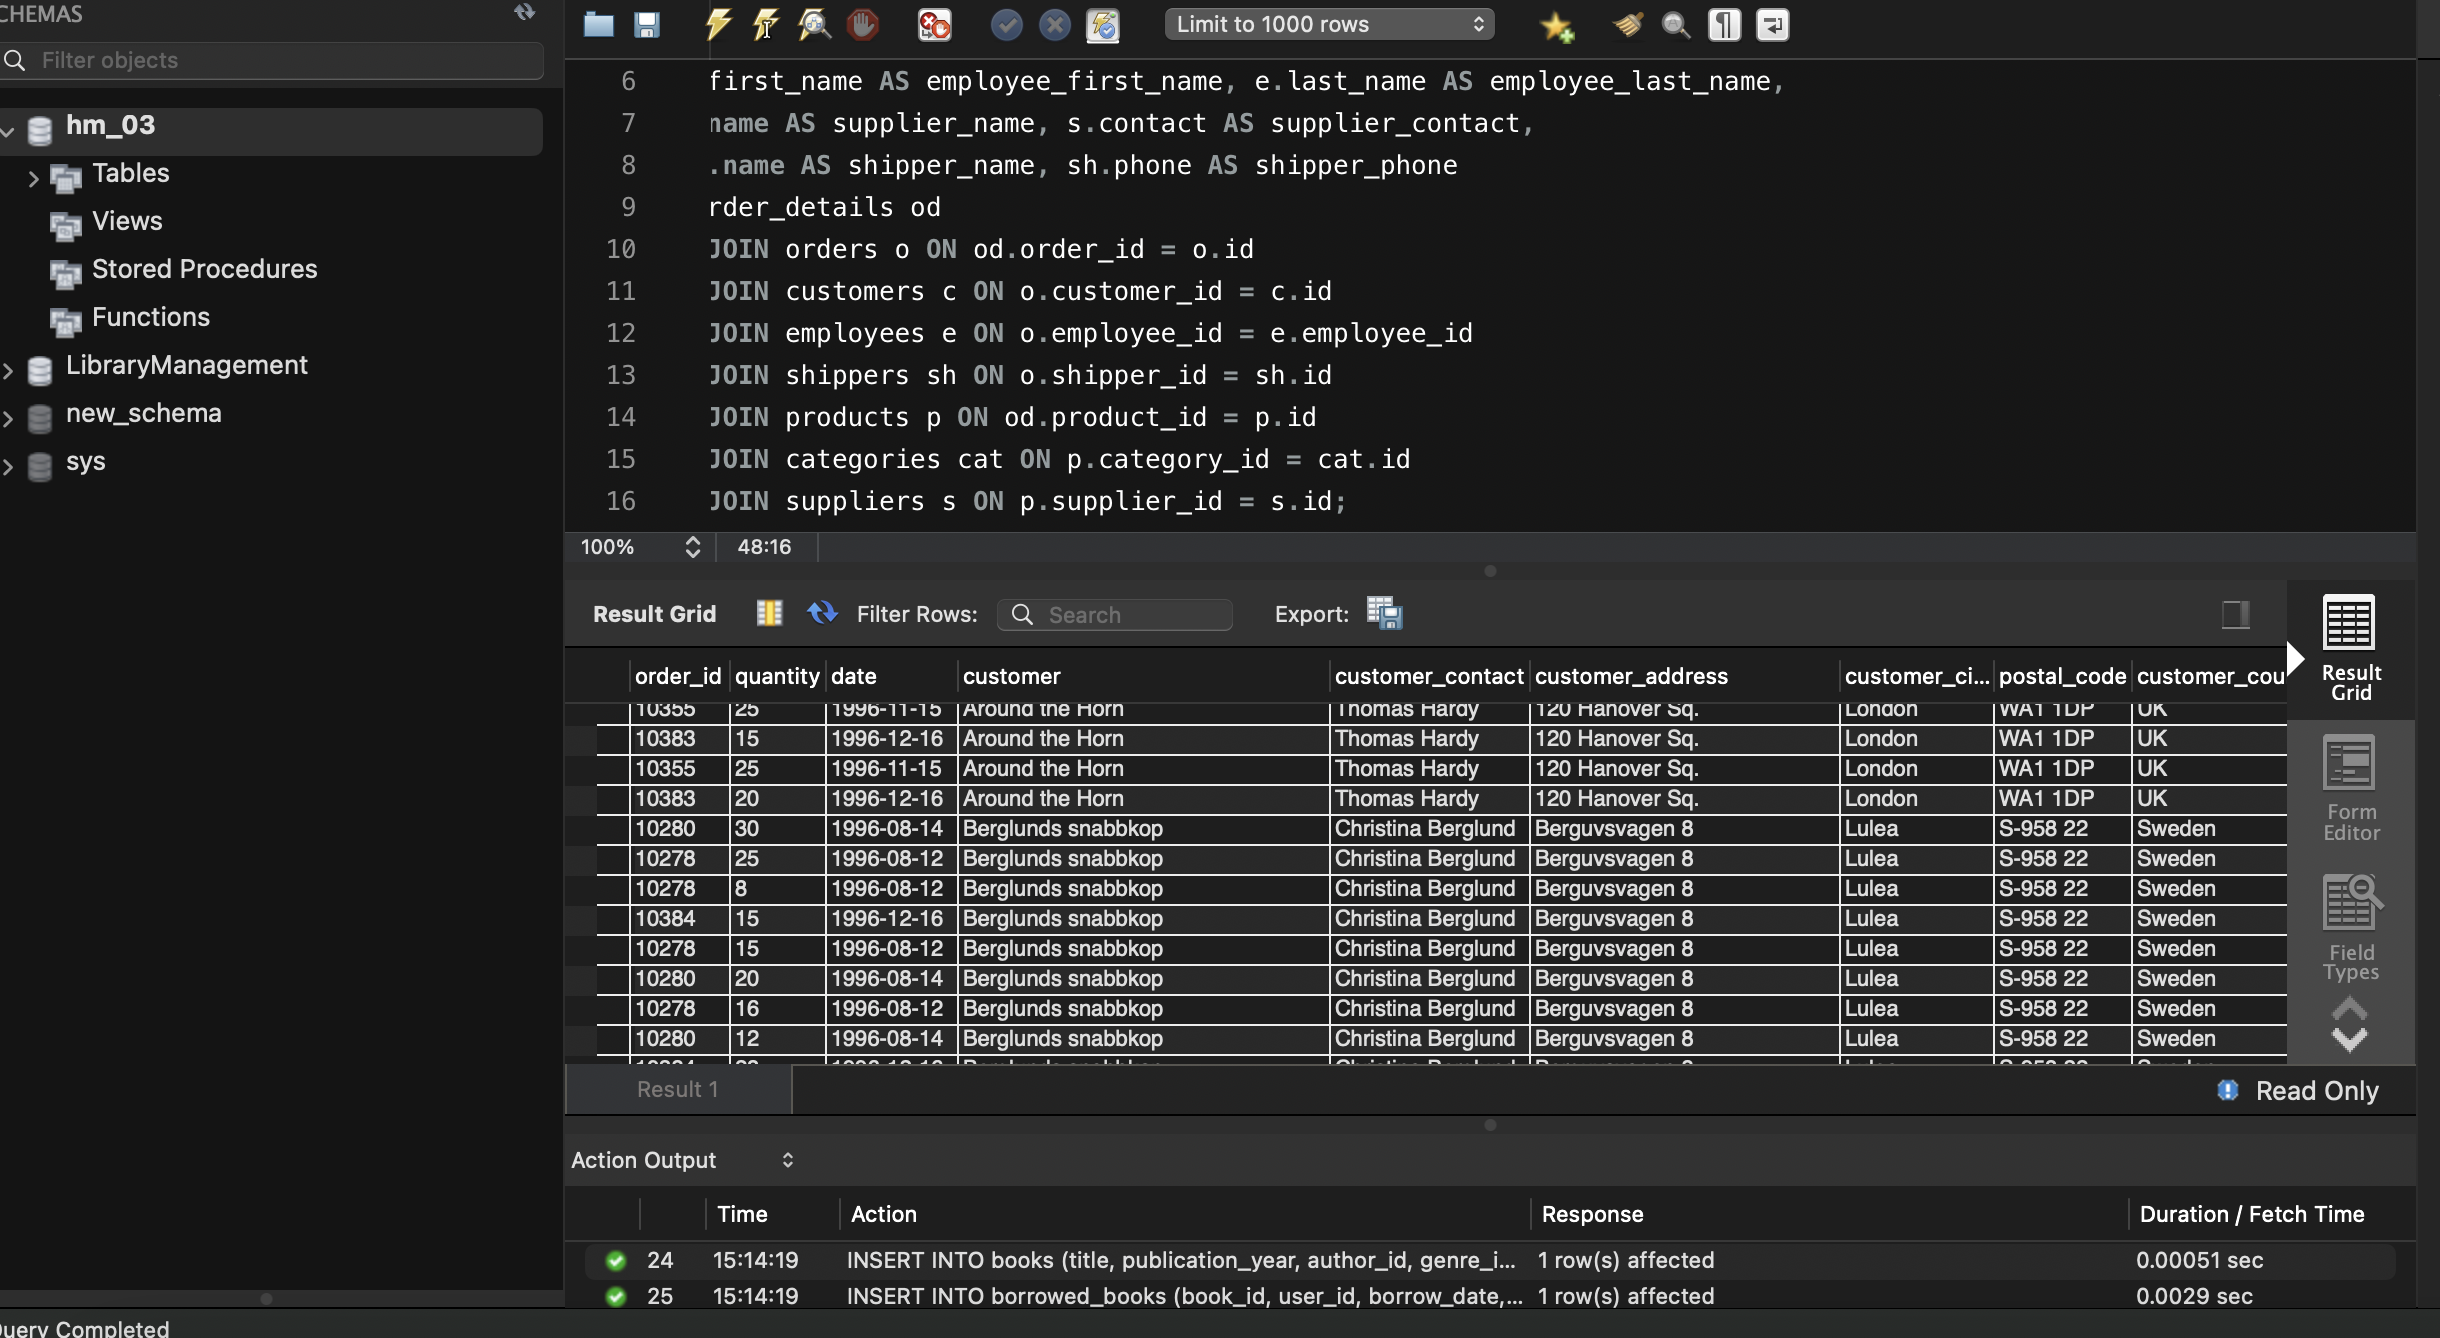 CHEMAS
Filter objects
hm_03
Tables
Views
Stored Procedures
Functions
LibraryManagement
new_schema
sys
Limit to 1000 rows
6 first_name AS employee_first_name, e.last_name AS employee_last_name,
7 name AS supplier_name, s.contact AS supplier_contact,
8 .name AS shipper_name, sh.phone AS shipper_phone
9 rder_details od
10 JOIN orders o ON od.order_id = o.id
11 JOIN customers c ON o.customer_id = c.id
12 JOIN employees e ON o.employee_id = e.employee_id
13 JOIN shippers sh ON o.shipper_id = sh.id
14 JOIN products p ON od.product_id = p.id
15 JOIN categories cat ON p.category_id = cat.id
16 JOIN suppliers s ON p.supplier_id = s.id;
100% 48:16
Result Grid Filter Rows: Search Export:
order_id quantity date customer customer_contact customer_address customer_ci... postal_code customer_cou
10355 25 1996-11-15 Around the Horn Thomas Hardy 120 Hanover Sq. London WA1 1DP UK
10383 15 1996-12-16 Around the Horn Thomas Hardy 120 Hanover Sq. London WA1 1DP UK
10355 25 1996-11-15 Around the Horn Thomas Hardy 120 Hanover Sq. London WA1 1DP UK
10383 20 1996-12-16 Around the Horn Thomas Hardy 120 Hanover Sq. London WA1 1DP UK
10280 30 1996-08-14 Berglunds snabbkop Christina Berglund Berguvsvagen 8 Lulea S-958 22 Sweden
10278 25 1996-08-12 Berglunds snabbkop Christina Berglund Berguvsvagen 8 Lulea S-958 22 Sweden
10278 8 1996-08-12 Berglunds snabbkop Christina Berglund Berguvsvagen 8 Lulea S-958 22 Sweden
10384 15 1996-12-16 Berglunds snabbkop Christina Berglund Berguvsvagen 8 Lulea S-958 22 Sweden
10278 15 1996-08-12 Berglunds snabbkop Christina Berglund Berguvsvagen 8 Lulea S-958 22 Sweden
10280 20 1996-08-14 Berglunds snabbkop Christina Berglund Berguvsvagen 8 Lulea S-958 22 Sweden
10278 16 1996-08-12 Berglunds snabbkop Christina Berglund Berguvsvagen 8 Lulea S-958 22 Sweden
10280 12 1996-08-14 Berglunds snabbkop Christina Berglund Berguvsvagen 8 Lulea S-958 22 Sweden
Result
Grid
Form
Editor
Field
Types
Result 1
Read Only
Action Output
Time Action Response Duration / Fetch Time
24 15:14:19 INSERT INTO books (title, publication_year, author_id, genre_i... 1 row(s) affected 0.00051 sec
25 15:14:19 INSERT INTO borrowed_books (book_id, user_id, borrow_date,... 1 row(s) affected 0.0029 sec
uery Completed